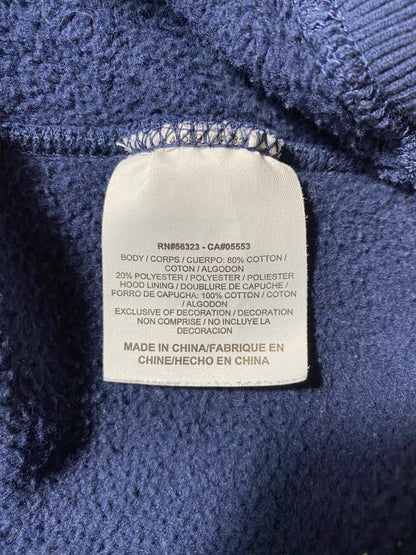 RN#56323 - CA#05553
BODY / CORPS / CUERPO: 80% COTTON /
COTON / ALGODON
20% POLYESTER / POLYESTER / POLIESTER
HOOD LINING / DOUBLURE DE CAPUCHE /
FORRO DE CAPUCHA: 100% COTTON / COTON
/ ALGODON
EXCLUSIVE OF DECORATION / DECORATION
NON COMPRISE / NO INCLUYE LA
DECORACION
MADE IN CHINA/FABRIQUE EN
CHINE/HECHO EN CHINA